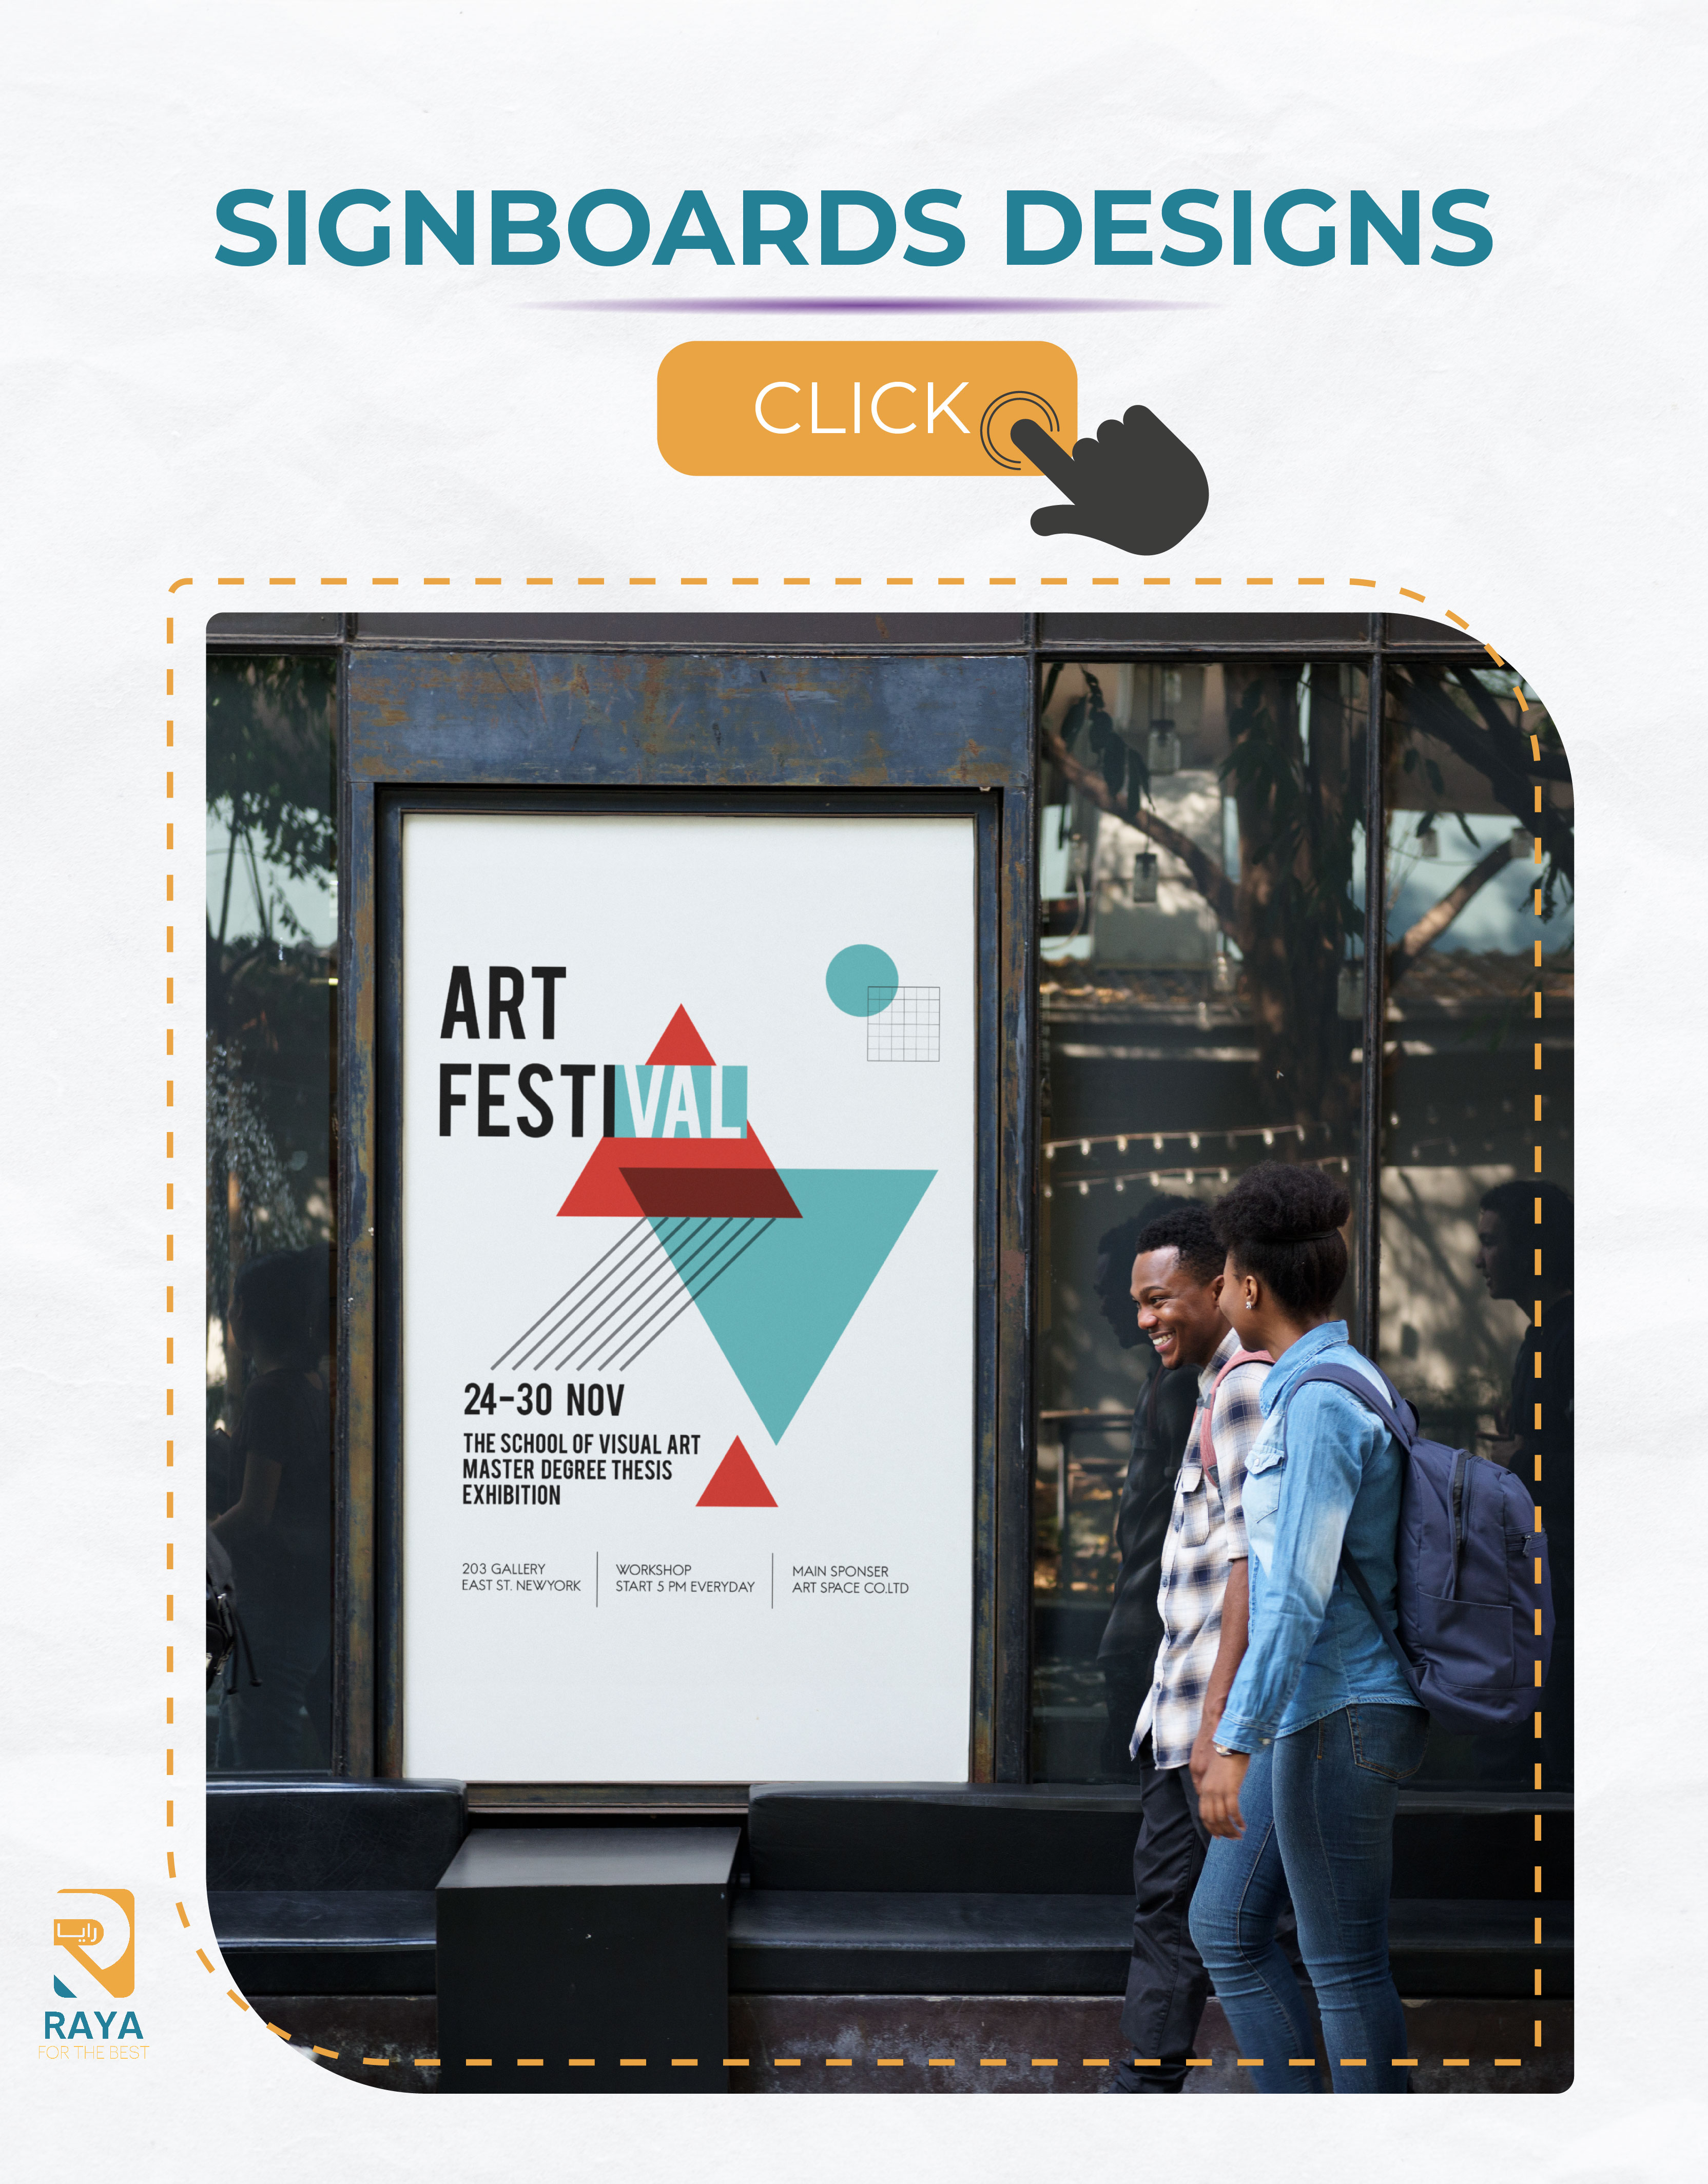 SIGNBOARDS DESIGNS
CLICK
ART
FESTIVAL
24-30 NOV
THE SCHOOL OF VISUAL ART
MASTER DEGREE THESIS
EXHIBITION
203 GALLERY
EAST ST. NEWYORK
WORKSHOP
START 5 PM EVERYDAY
MAIN SPONSER
ART SPACE CO.LTD
رايــا
RAYA
FOR THE BEST